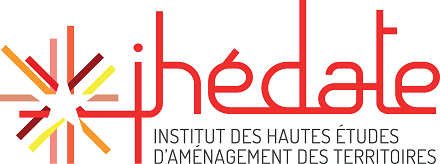 ihédate
INSTITUT DES HAUTES ÉTUDES
D'AMÉNAGEMENT DES TERRITOIRES